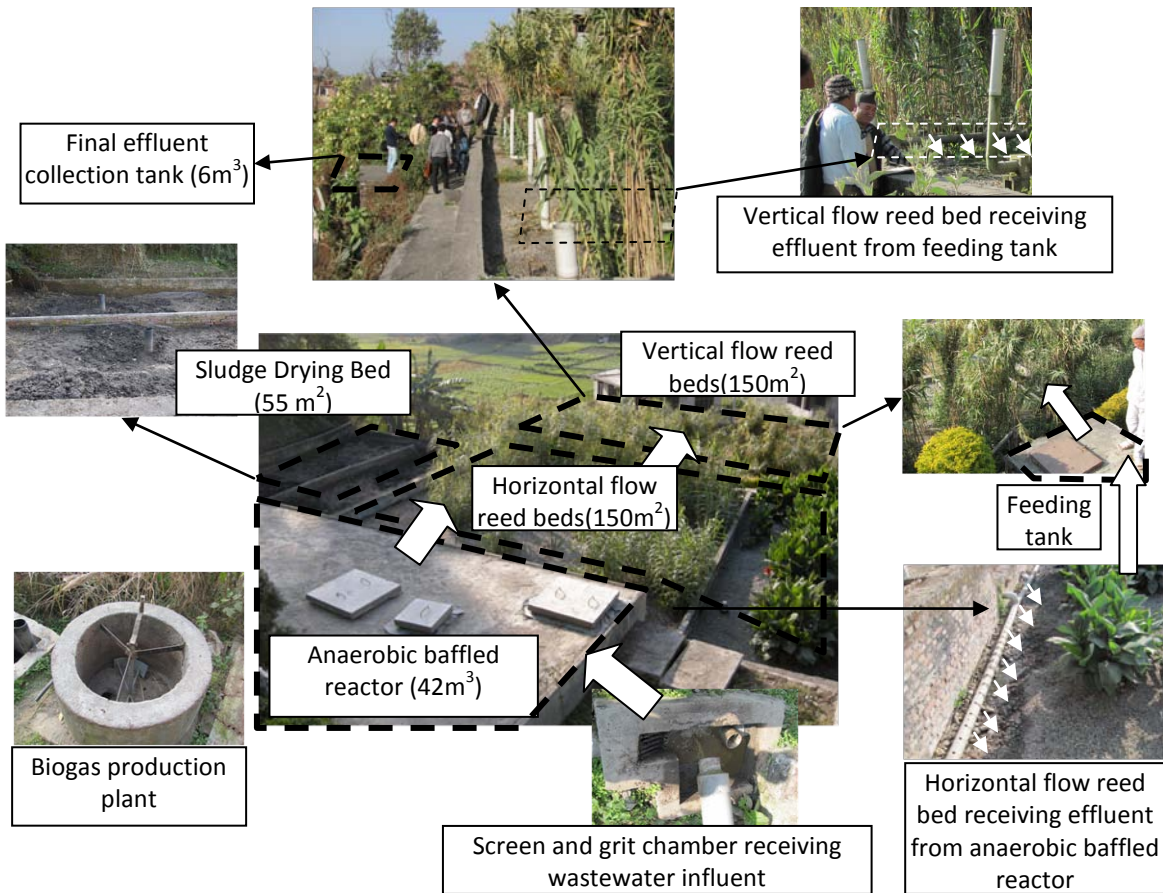 Final effluent
collection tank (6m³)
Vertical flow reed bed receiving
effluent from feeding tank
Sludge Drying Bed
(55 m²)
Vertical flow reed
beds(150m²)
Horizontal flow
reed beds(150m²)
Feeding
tank
Anaerobic baffled
reactor (42m³)
Biogas production
plant
Screen and grit chamber receiving
wastewater influent
Horizontal flow reed
bed receiving effluent
from anaerobic baffled
reactor